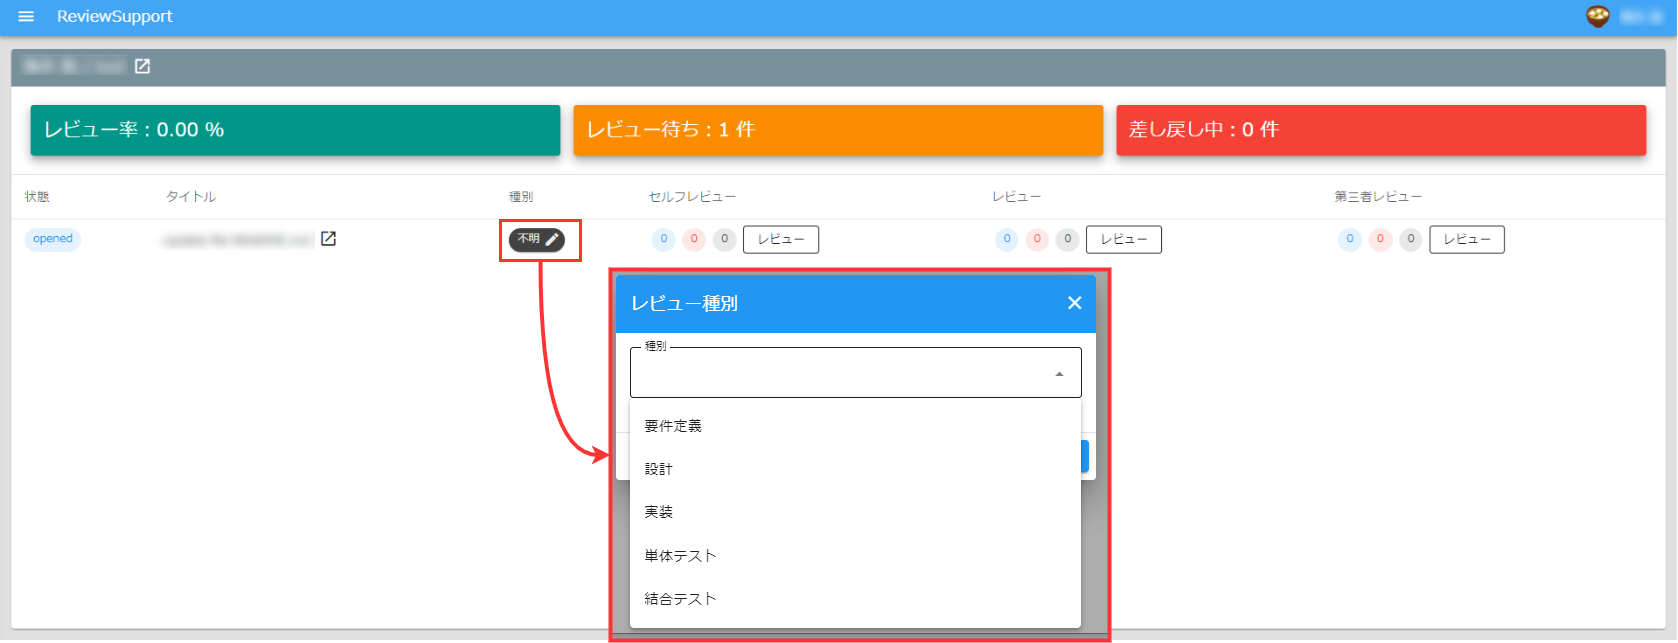 ReviewSupport
レビュー率 : 0.00 %
レビュー待ち : 1 件
差し戻し中 : 0 件
状態 タイトル 種別 セルフレビュー レビュー 第三者レビュー
opened 不明 0 0 0 レビュー 0 0 0 レビュー 0 0 0 レビュー
レビュー種別
種別
要件定義
設計
実装
単体テスト
結合テスト